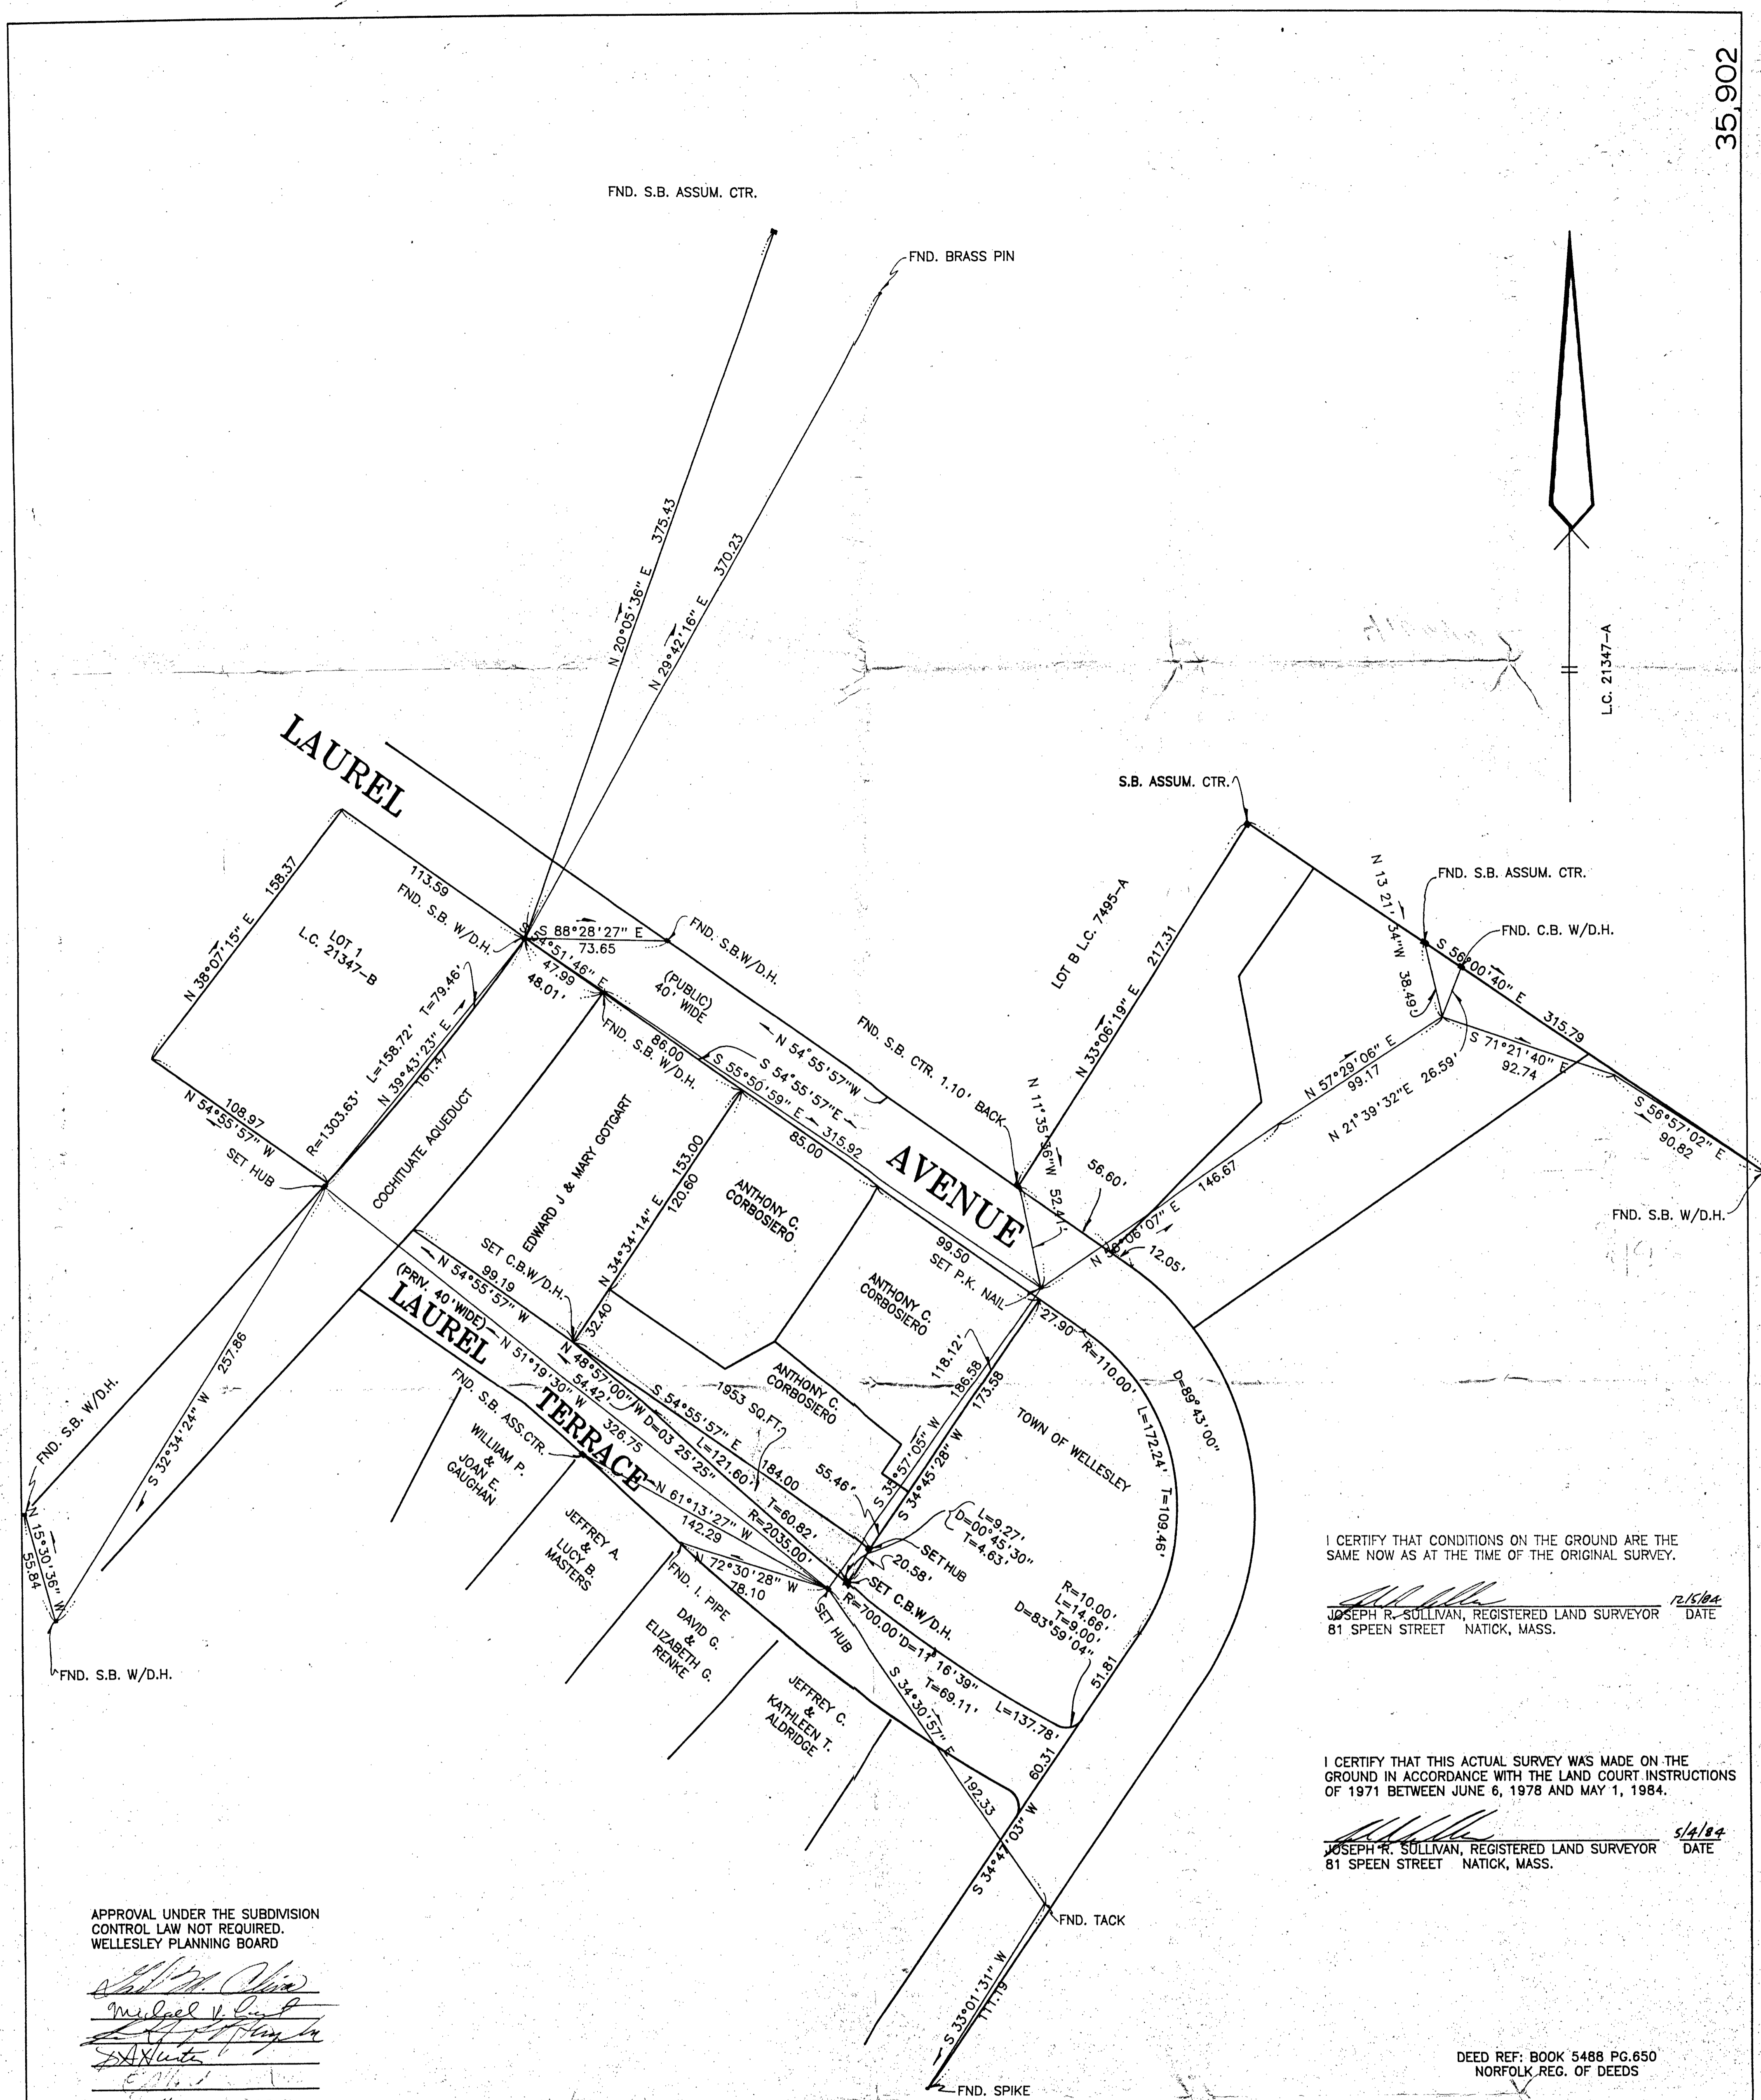 35,902
FND. S.B. ASSUM. CTR.
FND. BRASS PIN
N 20°05'36" E 375.43
N 29°42'16" E 370.23
L.C. 21347-A
LAUREL
S.B. ASSUM. CTR.
158.37
N 38°07'15" E
113.59
FND. S.B. W/D.H.
LOT 1
L.C. 21347-B
S 88°28'27" E
73.65
FND. S.B.W/D.H.
S 54°51'46" E
47.99
48.01'
(PUBLIC)
40' WIDE
LOT B L.C. 7495-A
217.31
N 33°06'19" E
N 13 21'34"W 38.49'
FND. S.B. ASSUM. CTR.
FND. C.B. W/D.H.
S 56°00'40" E
315.79
R=1303.63' L=158.72' T=79.46'
N 39°43'23" E
161.47
FND. S.B. W/D.H.
86.00
N 54°55'57"W
S 54°55'57"E
S 55°50'59" E 315.92
85.00
FND. S.B. CTR. 1.10' BACK
N 11°35'36"W 52.41'
AVENUE
56.60'
N 57°29'06" E
99.17
N 21°39'32"E 26.59'
S 71°21'40" E
92.74
S 56°57'02" E
90.82
FND. S.B. W/D.H.
146.67
12.05'
108.97
N 54°55'57" W
SET HUB
COCHITUATE AQUEDUCT
EDWARD J & MARY GOTGART
153.00
120.60
N 34°34'14" E
32.40
ANTHONY C.
CORBOSIERO
99.50
SET P.K. NAIL
ANTHONY C.
CORBOSIERO
27.90
R=110.00' L=172.24' T=109.46'
D=89°43'00"
SET C.B.W/D.H.
99.19
N 54°55'57" W
(PRIV. 40'WIDE)
LAUREL
TERRACE
N 51°19'30" W
326.75
N 48°57'00"W
54.42'
D=03 25'25"
L=121.60'
T=60.82'
R=2035.00'
S 54°55'57" E
184.00
1953 SQ.FT.
ANTHONY C.
CORBOSIERO
118.12'
186.58
173.58
S 35°57'05" W
S 34°45'28" W
55.46'
TOWN OF WELLESLEY
257.86
S 32°34'24" W
FND. S.B. W/D.H.
N 15°30'36" W
55.84
FND. S.B. W/D.H.
FND. S.B. ASS.CTR.
WILLIAM P.
&
JOAN E.
GAUGHAN
JEFFREY A.
&
LUCY B.
MASTERS
N 61°13'27" W
142.29
N 72°30'28" W
78.10
FND. I. PIPE
DAVID G.
&
ELIZABETH G.
RENKE
SET HUB
L=9.27'
D=00°45'30"
T=4.63'
SET HUB
20.58'
SET C.B.W/D.H.
R=10.00'
L=14.66'
T=9.00'
D=83°59'04"
R=700.00'D=11°16'39"
T=69.11'
L=137.78'
51.81
JEFFREY C.
&
KATHLEEN T.
ALDRIDGE
S 34°30'57" E
192.33
60.31
S 34°47'03" W
FND. TACK
S 33°01'31" W
111.19
FND. SPIKE
I CERTIFY THAT CONDITIONS ON THE GROUND ARE THE
SAME NOW AS AT THE TIME OF THE ORIGINAL SURVEY.
12/5/84
JOSEPH R. SULLIVAN, REGISTERED LAND SURVEYOR DATE
81 SPEEN STREET NATICK, MASS.
I CERTIFY THAT THIS ACTUAL SURVEY WAS MADE ON THE
GROUND IN ACCORDANCE WITH THE LAND COURT INSTRUCTIONS
OF 1971 BETWEEN JUNE 6, 1978 AND MAY 1, 1984.
5/4/84
JOSEPH R. SULLIVAN, REGISTERED LAND SURVEYOR DATE
81 SPEEN STREET NATICK, MASS.
APPROVAL UNDER THE SUBDIVISION
CONTROL LAW NOT REQUIRED.
WELLESLEY PLANNING BOARD
DEED REF: BOOK 5488 PG.650
NORFOLK REG. OF DEEDS